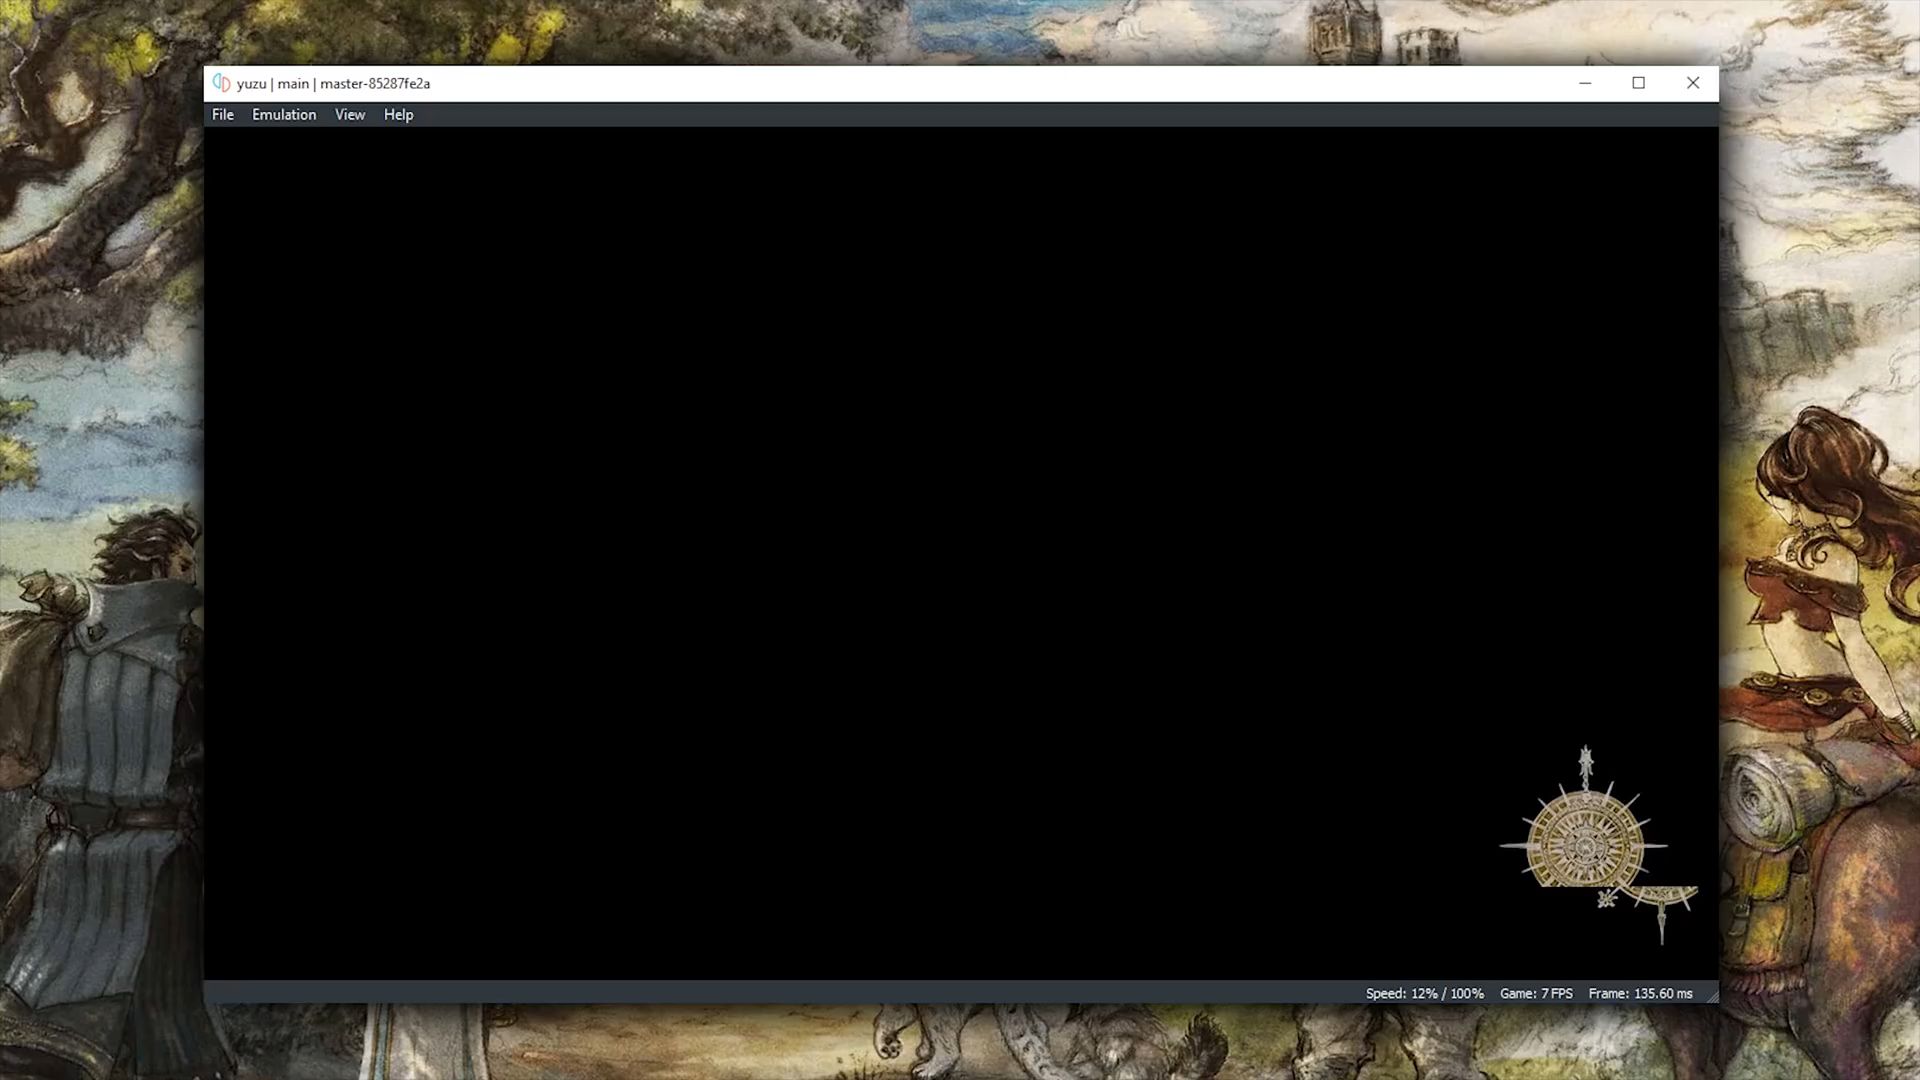 yuzu | main | master-85287fe2a
File Emulation View Help
Speed: 12% / 100% Game: 7 FPS Frame: 135.60 ms